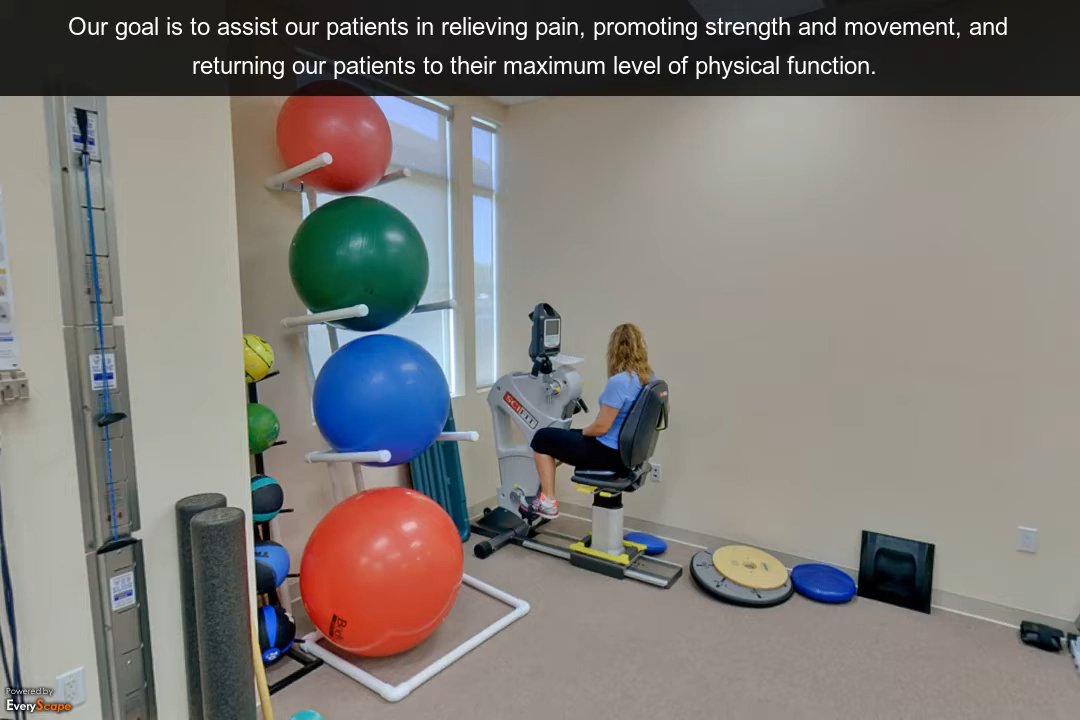 Our goal is to assist our patients in relieving pain, promoting strength and movement, and
returning our patients to their maximum level of physical function.
SCIFIT
Powered by
EveryScape